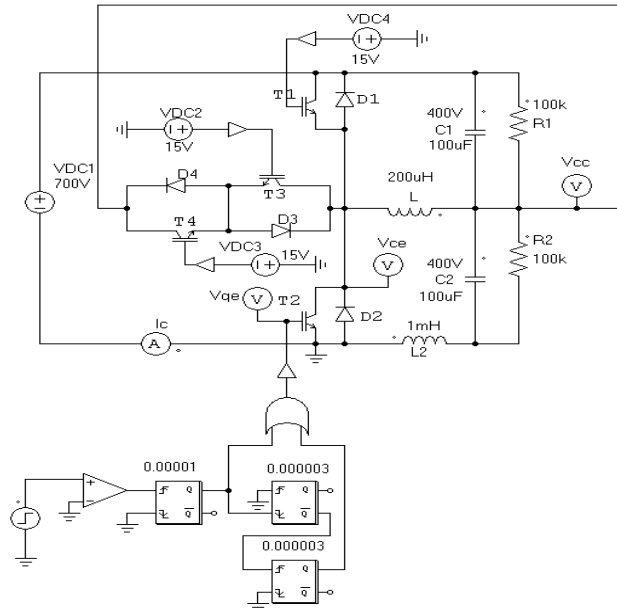 VDC4
15V
T1
D1
VDC2
15V
400V
C1
100uF
100k
R1
VDC1
700V
D4
T3
200uH
L
Vcc
V
T4
D3
VDC3
15V
Vce
V
R2
100k
400V
C2
100uF
Vqe
V
T2
D2
Ic
A
1mH
L2
0.00001
Q
Q
0.000003
Q
Q
0.000003
Q
Q